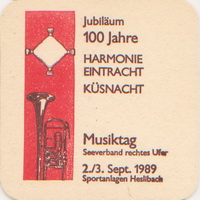 Jubiläum
100 Jahre
HARMONIE
EINTRACHT
KÜSNACHT
Musiktag
Seeverband rechtes Ufer
2./3. Sept. 1989
Sportanlagen Heslibach